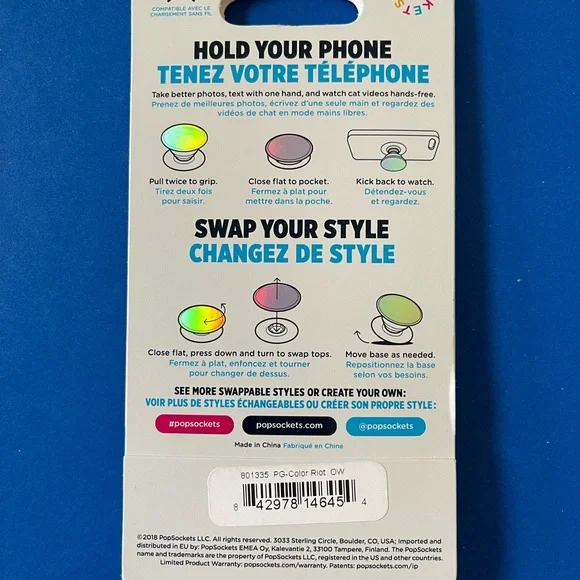 COMPATIBLE AVEC LE
CHARGEMENT SANS FIL
KETS
HOLD YOUR PHONE
TENEZ VOTRE TÉLÉPHONE
Take better photos, text with one hand, and watch cat videos hands-free.
Prenez de meilleures photos, écrivez d'une seule main et regardez des
vidéos de chat en mode mains libres.
Pull twice to grip.
Tirez deux fois
pour saisir.
Close flat to pocket.
Fermez à plat pour
mettre dans la poche.
Kick back to watch.
Détendez-vous
et regardez.
SWAP YOUR STYLE
CHANGEZ DE STYLE
Close flat, press down and turn to swap tops.
Fermez à plat, enfoncez et tourner
pour changer de dessus.
Move base as needed.
Repositionnez la base
selon vos besoins.
SEE MORE SWAPPABLE STYLES OR CREATE YOUR OWN:
VOIR PLUS DE STYLES ÉCHANGEABLES OU CRÉER SON PROPRE STYLE:
#popsockets
popsockets.com
@popsockets
Made in China Fabriqué en Chine
801335 PG-Color Riot OW
8 42978 14645 4
©2018 PopSockets LLC. All rights reserved. 3033 Sterling Circle, Boulder, CO, USA; Imported and
distributed in EU by: PopSockets EMEA Oy, Kalevantie 2, 33100 Tampere, Finland. The PopSockets
name and trademarks are the property of PopSockets LLC, registered in the US and other countries.
Limited Product Warranty: popsockets.com/warranty. Patents: popsockets.com/ip